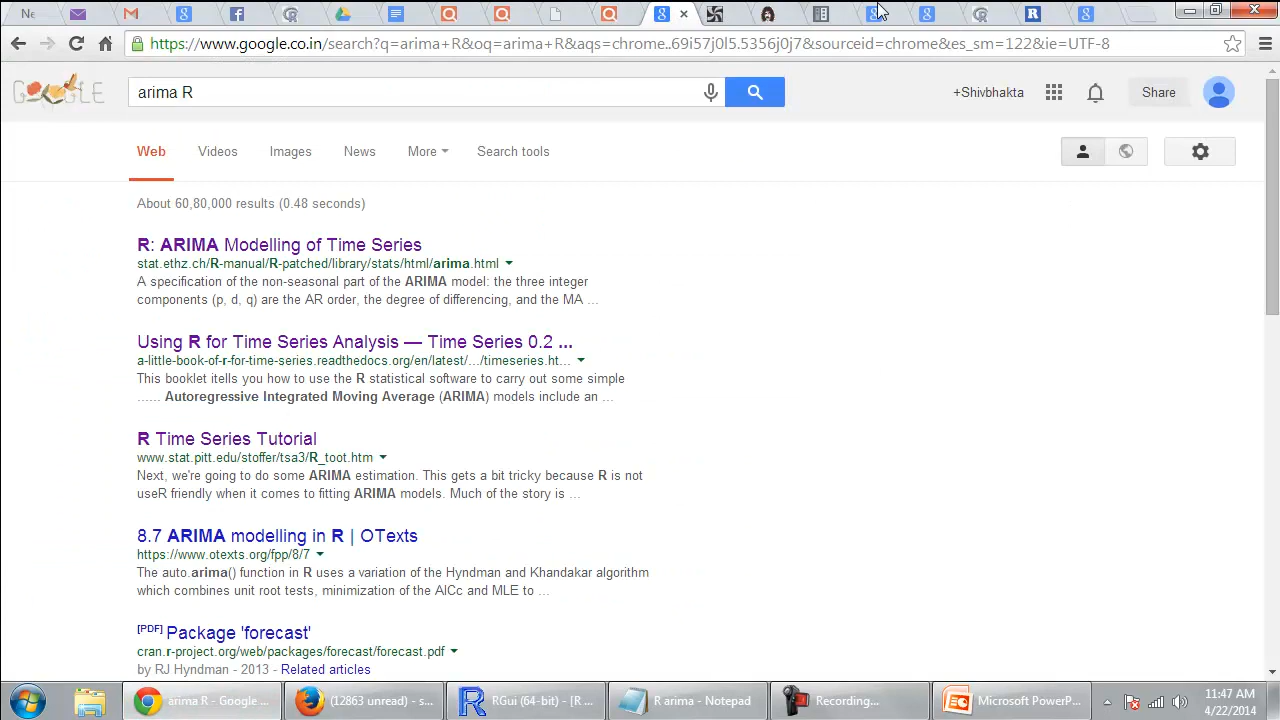 Ne
https://www.google.co.in/search?q=arima+R&oq=arima+R&aqs=chrome..69i57j0l5.5356j0j7&sourceid=chrome&es_sm=122&ie=UTF-8
Google
arima R
+Shivbhakta
Share
Web
Videos
Images
News
More
Search tools
About 60,80,000 results (0.48 seconds)
R: ARIMA Modelling of Time Series
stat.ethz.ch/R-manual/R-patched/library/stats/html/arima.html
A specification of the non-seasonal part of the ARIMA model: the three integer
components (p, d, q) are the AR order, the degree of differencing, and the MA ...
Using R for Time Series Analysis — Time Series 0.2 ...
a-little-book-of-r-for-time-series.readthedocs.org/en/latest/.../timeseries.ht...
This booklet itells you how to use the R statistical software to carry out some simple
...... Autoregressive Integrated Moving Average (ARIMA) models include an ...
R Time Series Tutorial
www.stat.pitt.edu/stoffer/tsa3/R_toot.htm
Next, we're going to do some ARIMA estimation. This gets a bit tricky because R is not
useR friendly when it comes to fitting ARIMA models. Much of the story is ...
8.7 ARIMA modelling in R | OTexts
https://www.otexts.org/fpp/8/7
The auto.arima() function in R uses a variation of the Hyndman and Khandakar algorithm
which combines unit root tests, minimization of the AICc and MLE to ...
[PDF] Package 'forecast'
cran.r-project.org/web/packages/forecast/forecast.pdf
by RJ Hyndman - 2013 - Related articles
arima R - Google ...
(12863 unread) - s...
RGui (64-bit) - [R ...
R arima - Notepad
Recording...
Microsoft PowerP...
11:47 AM
4/22/2014